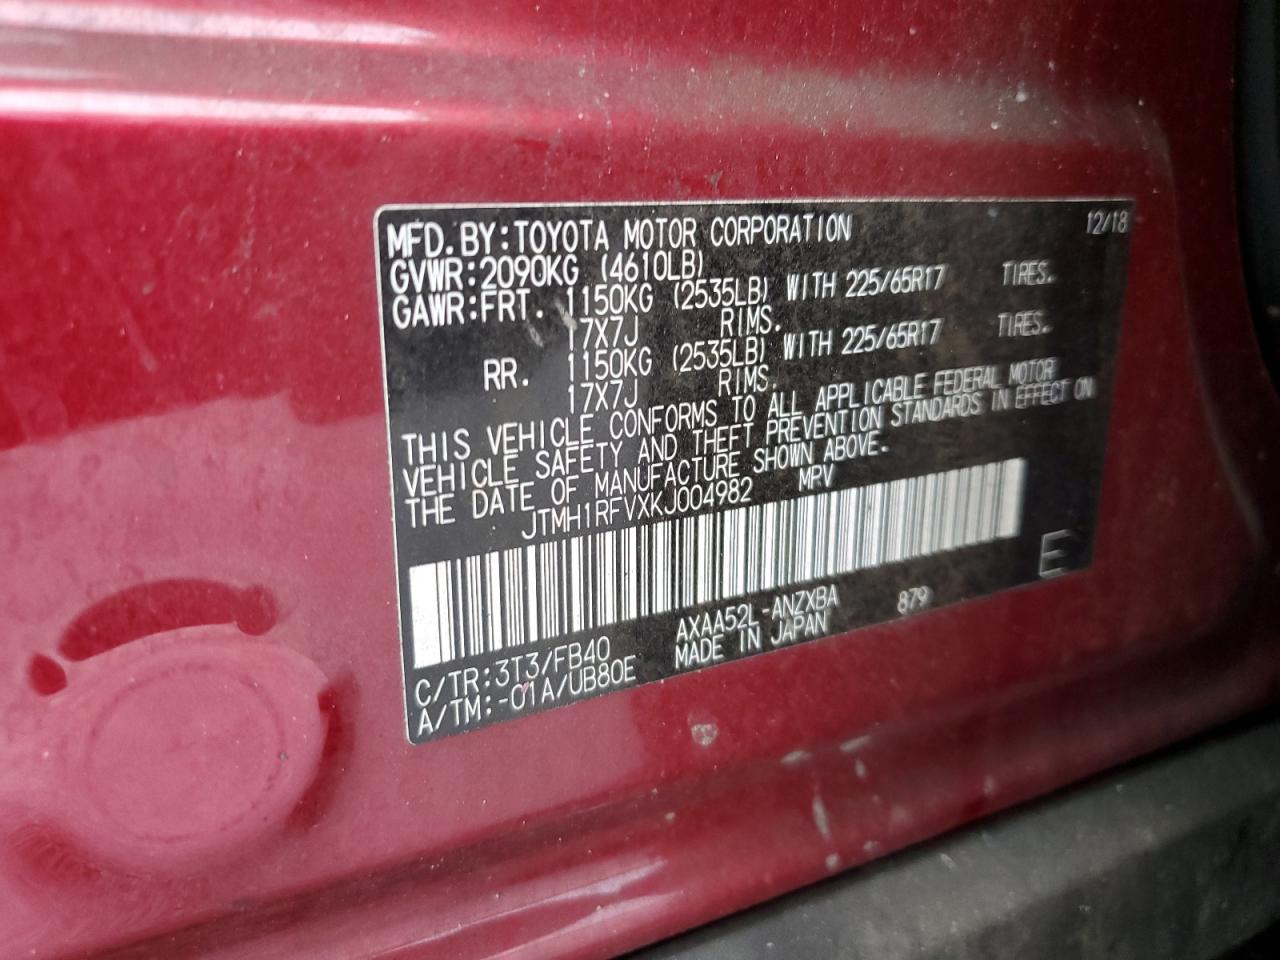 MFD.BY:TOYOTA MOTOR CORPORATION 12/18
GVWR:2090KG (4610LB)
GAWR:FRT. 1150KG (2535LB) WITH 225/65R17 TIRES.
17X7J RIMS.
RR. 1150KG (2535LB) WITH 225/65R17 TIRES.
17X7J RIMS.
THIS VEHICLE CONFORMS TO ALL APPLICABLE FEDERAL MOTOR
VEHICLE SAFETY AND THEFT PREVENTION STANDARDS IN EFFECT ON
THE DATE OF MANUFACTURE SHOWN ABOVE.
JTMH1RFVXKJ004982 MPV
E
C/TR:3T3/FB40 AXAA52L-ANZXBA 879
A/TM:-01A/UB80E MADE IN JAPAN